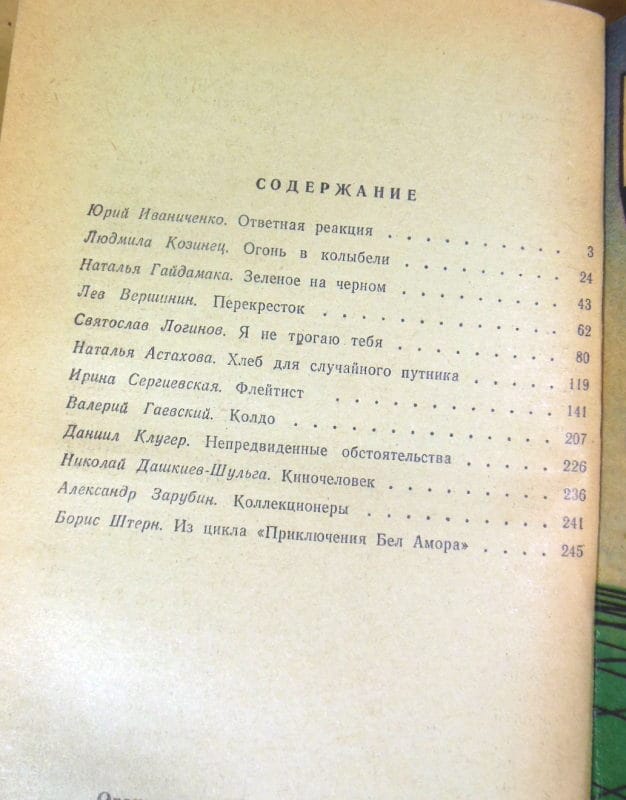 СОДЕРЖАНИЕ
Юрий Иваниченко. Ответная реакция . . . . . . . . . . 3
Людмила Козинец. Огонь в колыбели . . . . . . . . . 24
Наталья Гайдамака. Зеленое на черном . . . . . . . . . 43
Лев Вершинин. Перекресток . . . . . . . . . . . . 62
Святослав Логинов. Я не трогаю тебя . . . . . . . . . 80
Наталья Астахова. Хлеб для случайного путника . . . . . . 119
Ирина Сергиевская. Флейтист . . . . . . . . . . . 141
Валерий Гаевский. Колдо . . . . . . . . . . . . . 207
Даниил Клугер. Непредвиденные обстоятельства . . . . . . 226
Николай Дашкиев-Шульга. Киночеловек . . . . . . . . . 236
Александр Зарубин. Коллекционеры . . . . . . . . . . 241
Борис Штерн. Из цикла «Приключения Бел Амора» . . . . 245